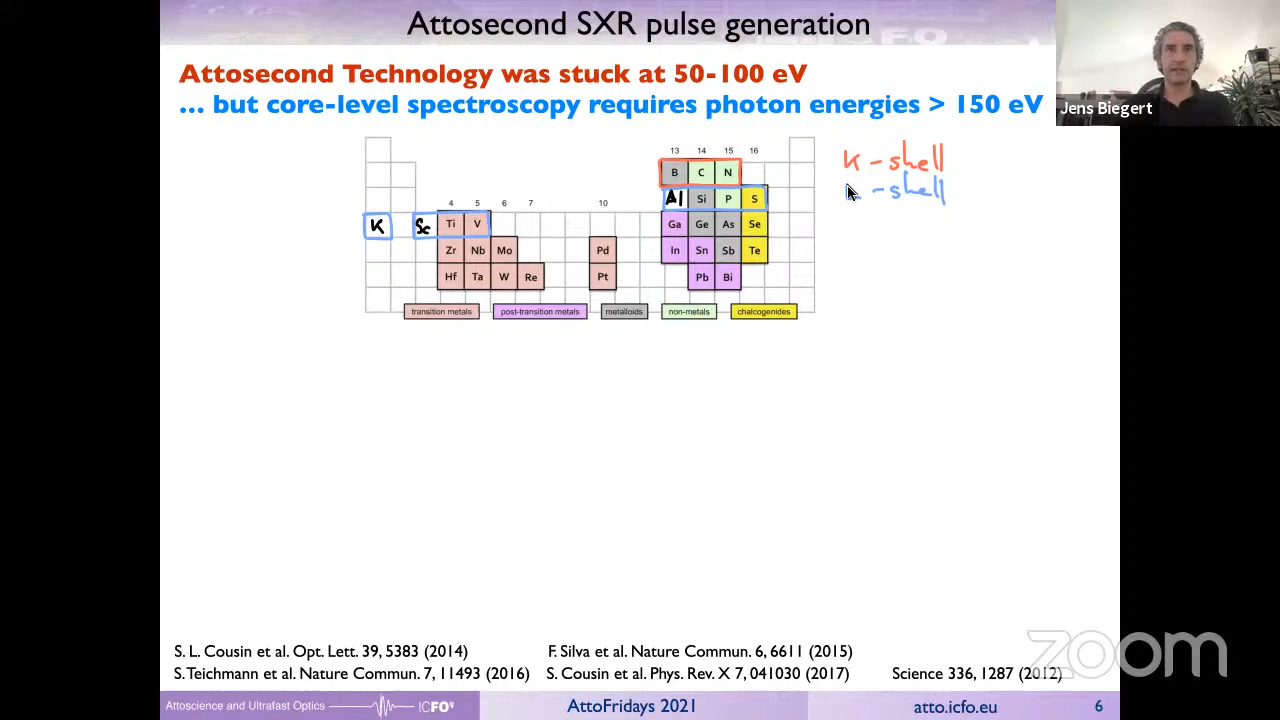 Attosecond SXR pulse generation
Attosecond Technology was stuck at 50-100 eV
... but core-level spectroscopy requires photon energies > 150 eV
Jens Biegert
13 14 15 16
B C N
K - shell
Al Si P S
- shell
4 5 6 7 10
K Sc Ti V Ga Ge As Se
Zr Nb Mo Pd In Sn Sb Te
Hf Ta W Re Pt Pb Bi
transition metals post-transition metals metalloids non-metals chalcogenides
S. L. Cousin et al. Opt. Lett. 39, 5383 (2014) F. Silva et al. Nature Commun. 6, 6611 (2015)
S. Teichmann et al. Nature Commun. 7, 11493 (2016) S. Cousin et al. Phys. Rev. X 7, 041030 (2017) Science 336, 1287 (2012)
zoom
Attoscience and Ultrafast Optics ICFO AttoFridays 2021 atto.icfo.eu 6